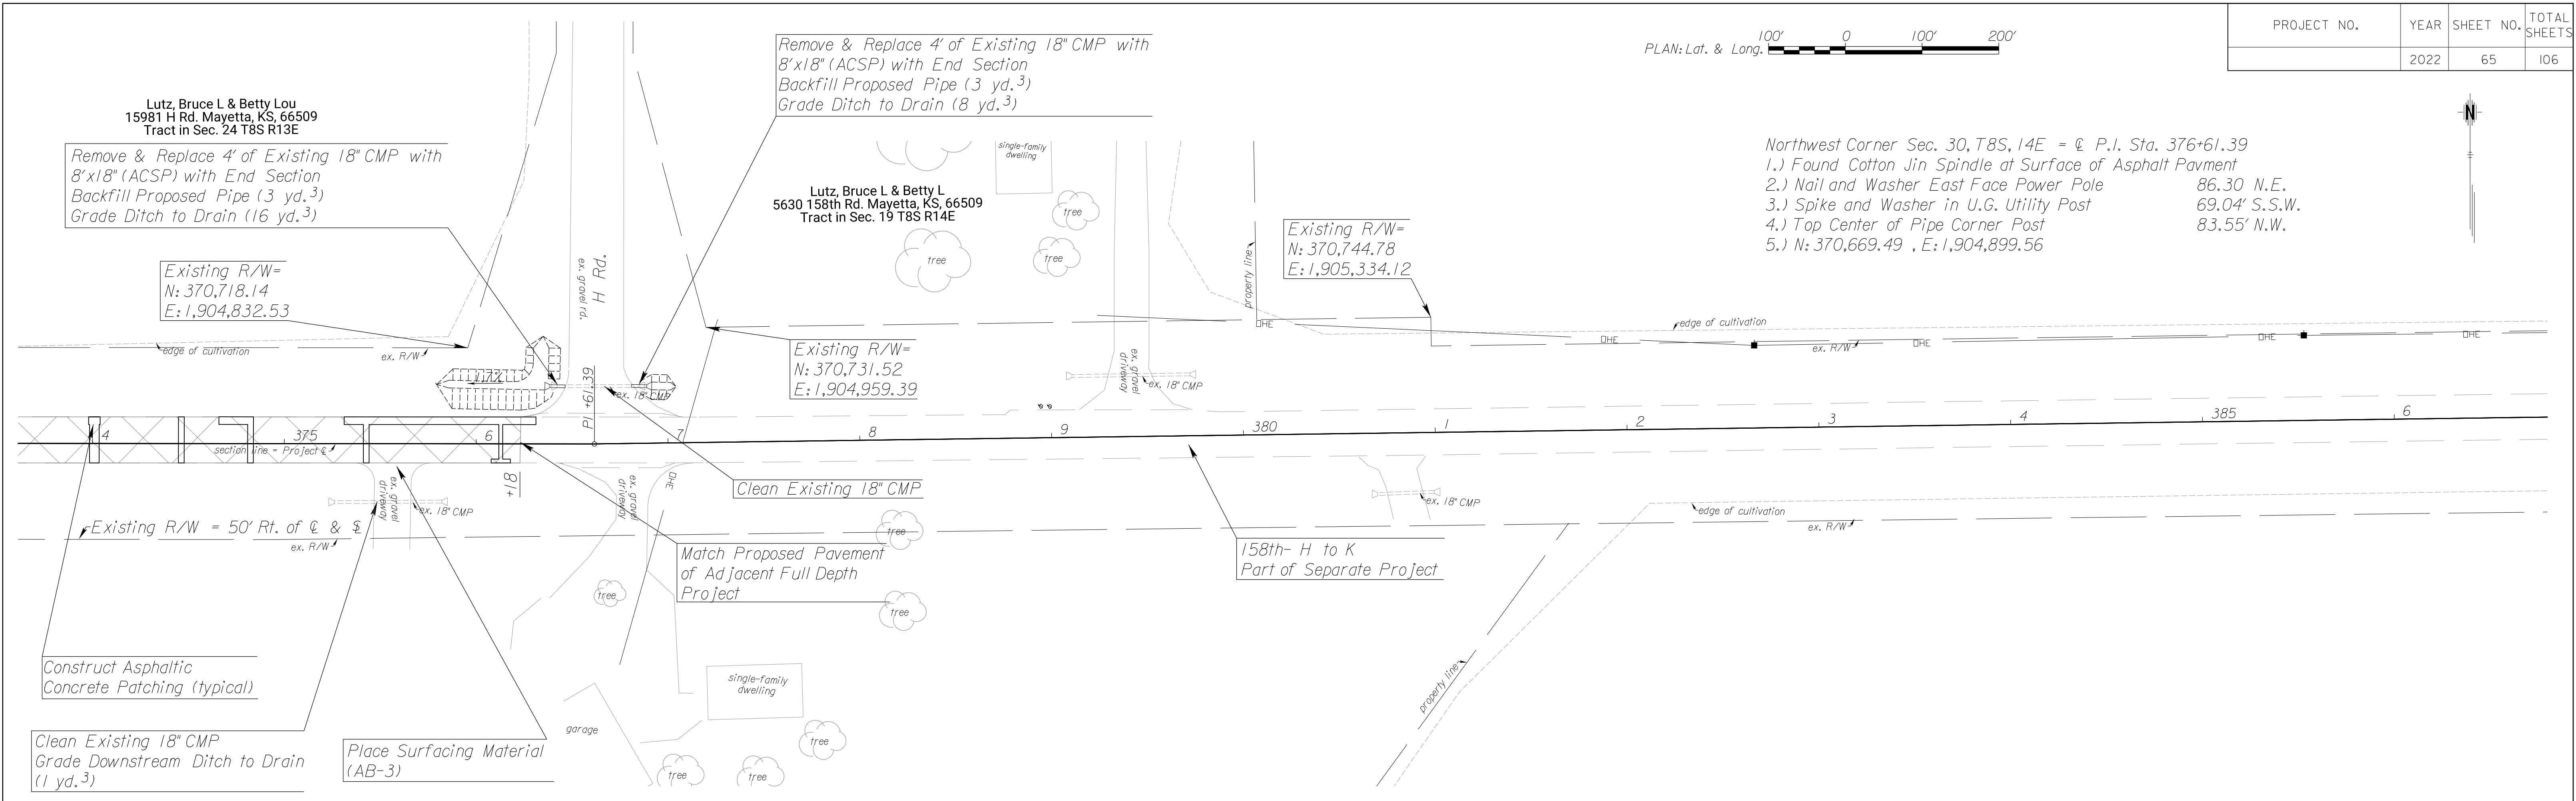 PROJECT NO.
YEAR
SHEET NO.
TOTAL
SHEETS
2022
65
106
PLAN: Lat. & Long.
100' 0 100' 200'
N
Remove & Replace 4' of Existing 18" CMP with
8'x18" (ACSP) with End Section
Backfill Proposed Pipe (3 yd.³)
Grade Ditch to Drain (8 yd.³)
Lutz, Bruce L & Betty Lou
15981 H Rd. Mayetta, KS, 66509
Tract in Sec. 24 T8S R13E
Remove & Replace 4' of Existing 18" CMP with
8'x18" (ACSP) with End Section
Backfill Proposed Pipe (3 yd.³)
Grade Ditch to Drain (16 yd.³)
Northwest Corner Sec. 30, T8S, 14E = ℄ P.I. Sta. 376+61.39
1.) Found Cotton Jin Spindle at Surface of Asphalt Pavment
2.) Nail and Washer East Face Power Pole 86.30 N.E.
3.) Spike and Washer in U.G. Utility Post 69.04' S.S.W.
4.) Top Center of Pipe Corner Post 83.55' N.W.
5.) N: 370,669.49 , E: 1,904,899.56
single-family
dwelling
Lutz, Bruce L & Betty L
5630 158th Rd. Mayetta, KS, 66509
Tract in Sec. 19 T8S R14E
tree
tree
tree
Existing R/W=
N: 370,744.78
E: 1,905,334.12
Existing R/W=
N: 370,718.14
E: 1,904,832.53
H Rd.
ex. gravel rd.
property line
OHE
edge of cultivation
OHE
OHE
OHE
OHE
ex. R/W
edge of cultivation
ex. R/W
Existing R/W=
N: 370,731.52
E: 1,904,959.39
1.7%
PI +61.39
ex. 18" CMP
ex. gravel
driveway
ex. 18" CMP
4 375 6 7 8 9 380 1 2 3 4 385 6
section line = Project ℄
+81
OHE
Clean Existing 18" CMP
ex. gravel
driveway
ex. 18" CMP
ex. gravel
driveway
ex. 18" CMP
Existing R/W = 50' Rt. of ℄ & S̵
ex. R/W
edge of cultivation
ex. R/W
tree
Match Proposed Pavement
of Adjacent Full Depth
Project
158th- H to K
Part of Separate Project
tree
tree
Construct Asphaltic
Concrete Patching (typical)
single-family
dwelling
property line
garage
tree
tree
tree
Clean Existing 18" CMP
Grade Downstream Ditch to Drain
(1 yd.³)
Place Surfacing Material
(AB-3)